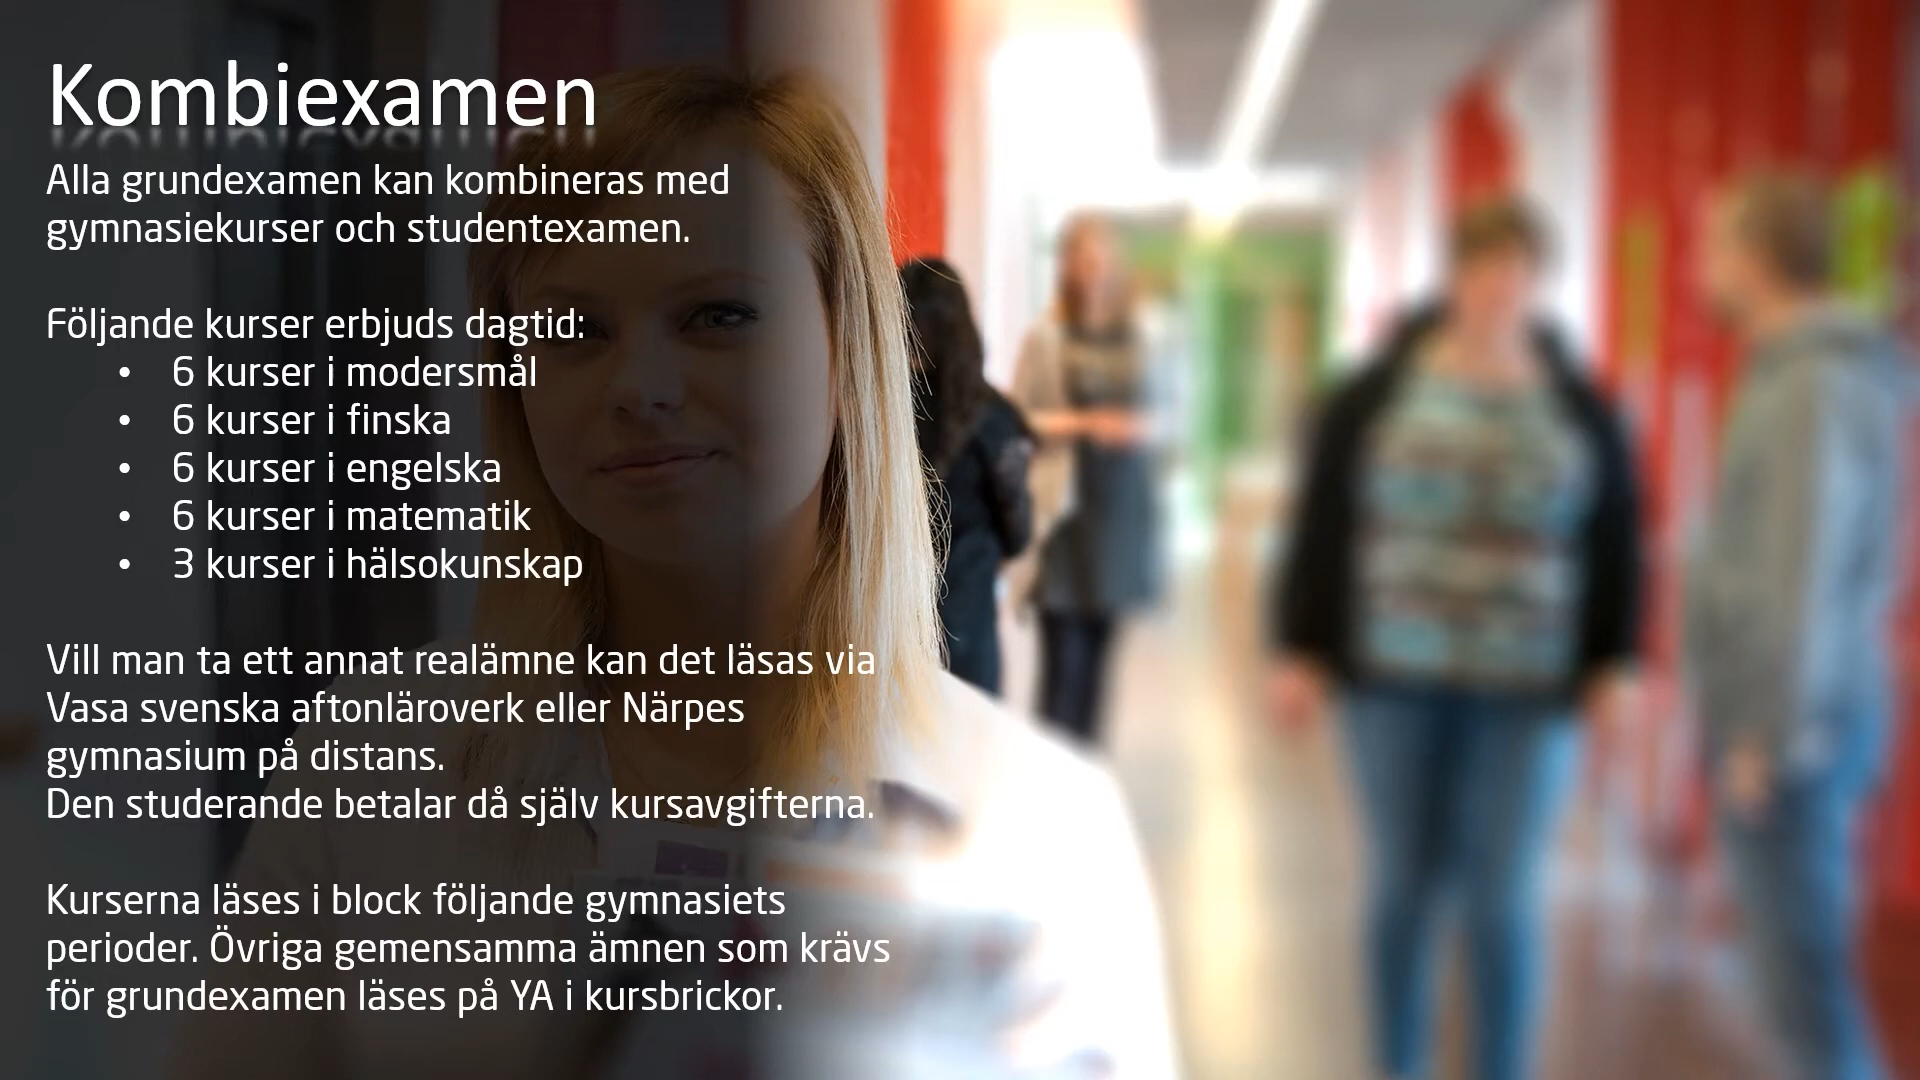 Kombiexamen
Alla grundexamen kan kombineras med
gymnasiekurser och studentexamen.
Följande kurser erbjuds dagtid:
• 6 kurser i modersmål
• 6 kurser i finska
• 6 kurser i engelska
• 6 kurser i matematik
• 3 kurser i hälsokunskap
Vill man ta ett annat realämne kan det läsas via
Vasa svenska aftonläroverk eller Närpes
gymnasium på distans.
Den studerande betalar då själv kursavgifterna.
Kurserna läses i block följande gymnasiets
perioder. Övriga gemensamma ämnen som krävs
för grundexamen läses på YA i kursbrickor.